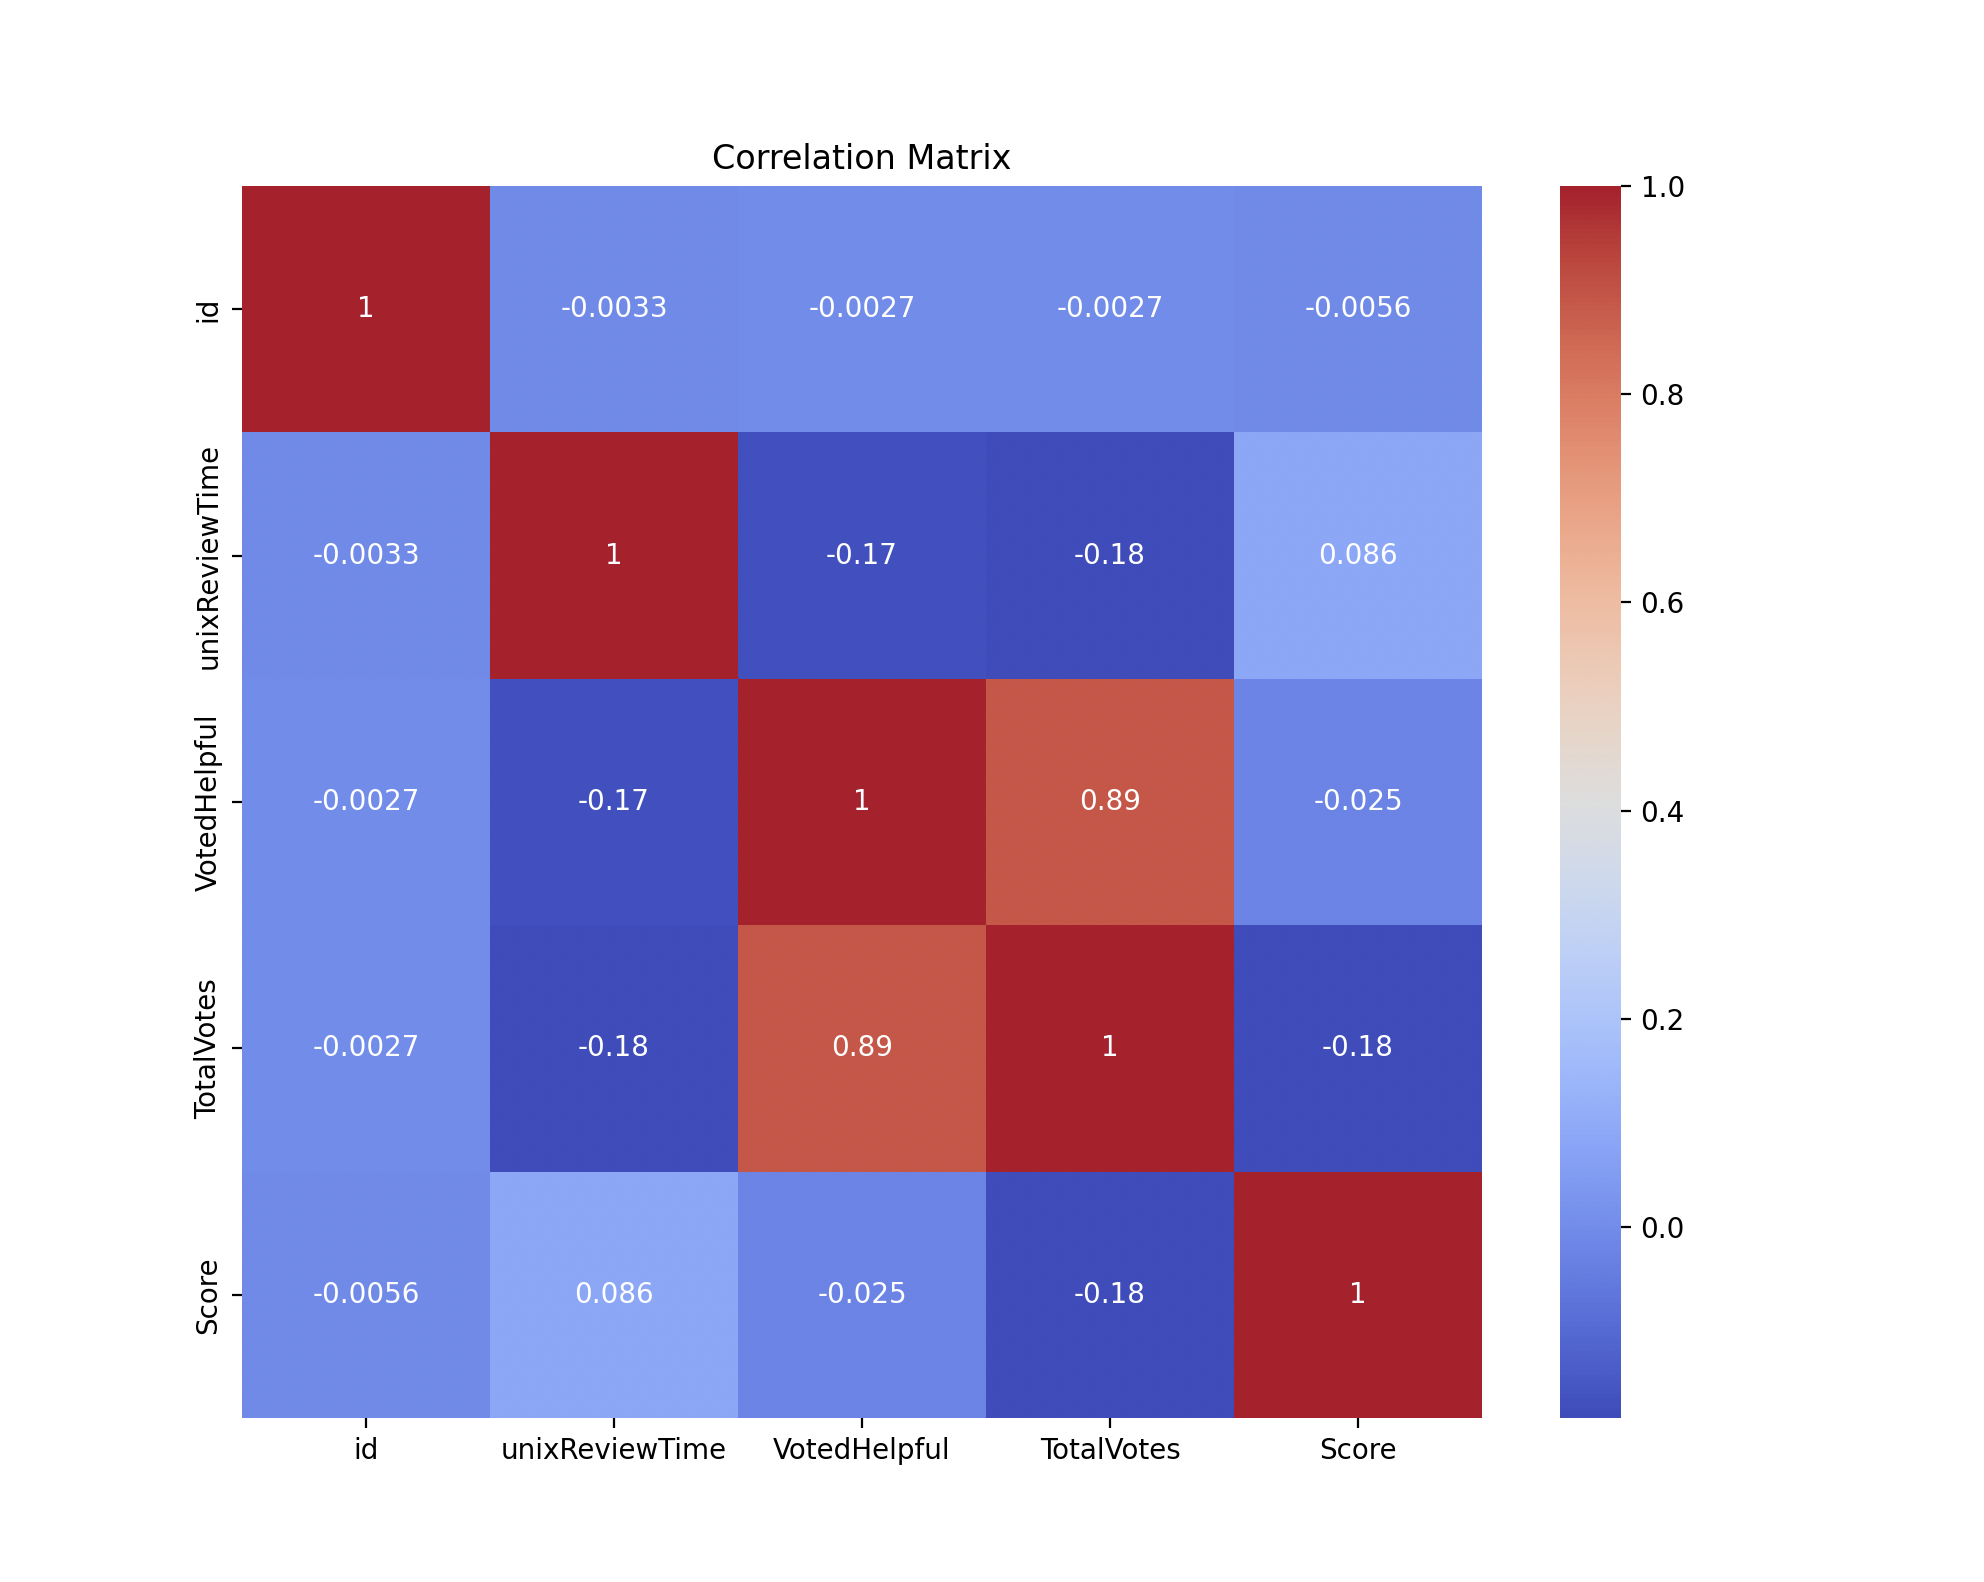 Correlation Matrix
id
1
-0.0033
-0.0027
-0.0027
-0.0056
unixReviewTime
-0.0033
1
-0.17
-0.18
0.086
VotedHelpful
-0.0027
-0.17
1
0.89
-0.025
TotalVotes
-0.0027
-0.18
0.89
1
-0.18
Score
-0.0056
0.086
-0.025
-0.18
1
id
unixReviewTime
VotedHelpful
TotalVotes
Score
1.0
0.8
0.6
0.4
0.2
0.0